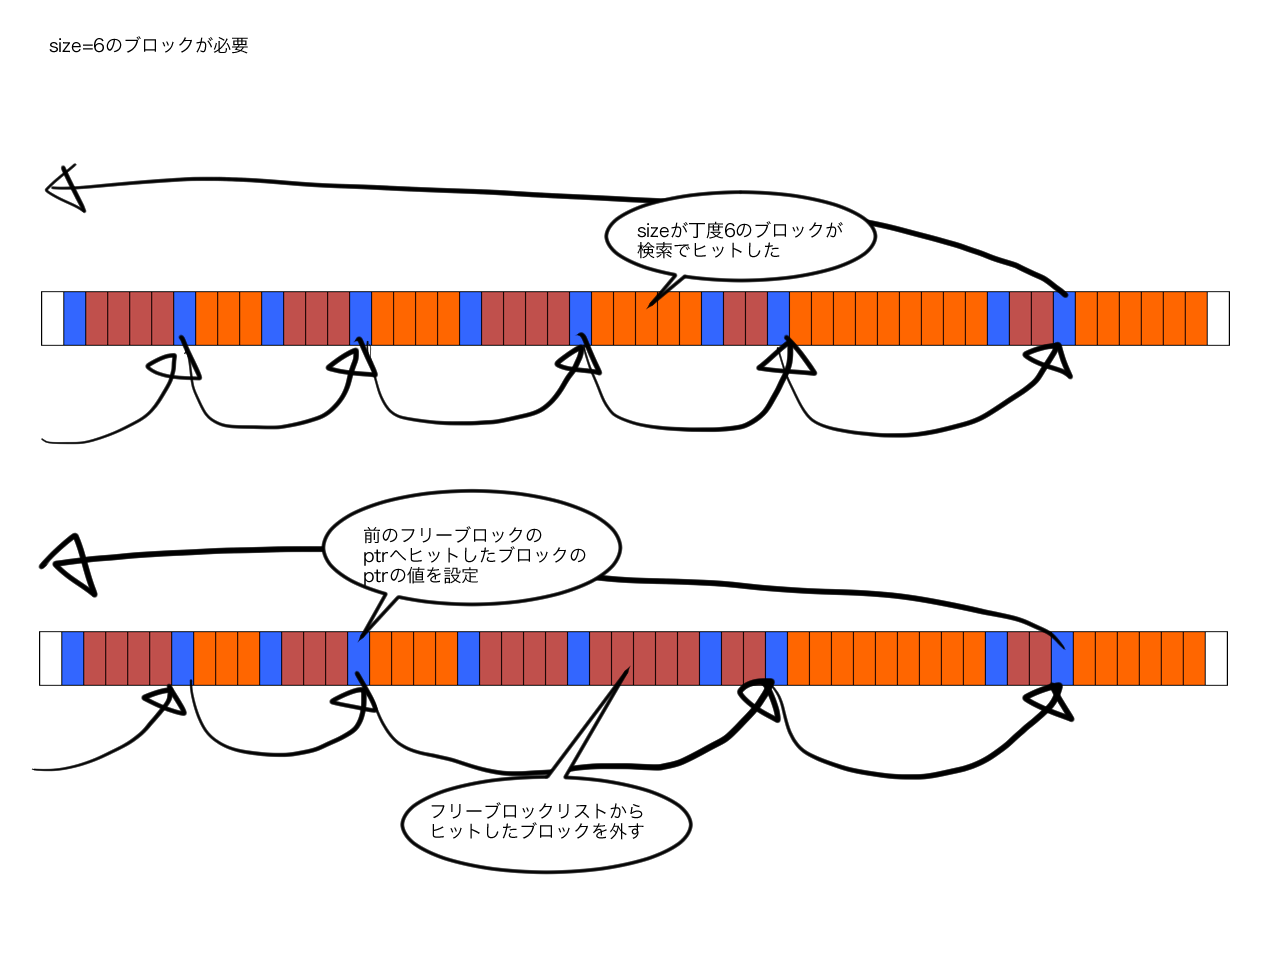 size=6のブロックが必要
sizeが丁度6のブロックが
検索でヒットした
前のフリーブロックの
ptrへヒットしたブロックの
ptrの値を設定
フリーブロックリストから
ヒットしたブロックを外す